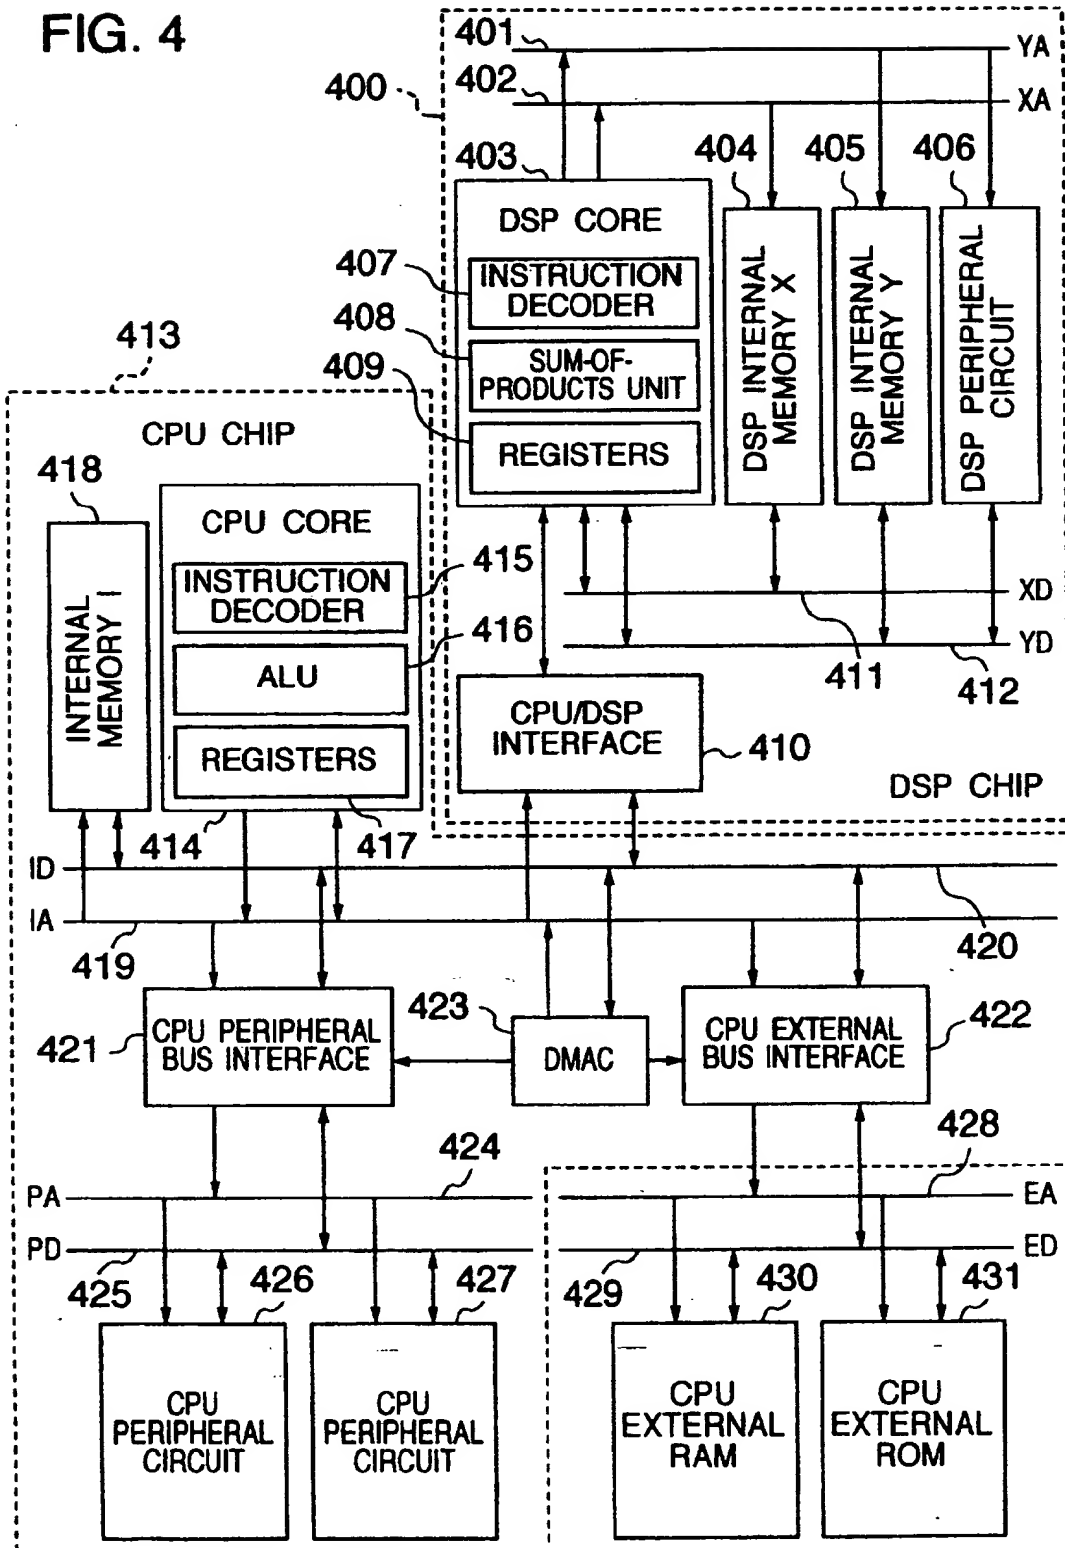 FIG. 4
401
YA
402
XA
400
403
404
405
406
DSP CORE
407
INSTRUCTION
DECODER
408
SUM-OF-
PRODUCTS UNIT
409
REGISTERS
DSP INTERNAL
MEMORY X
DSP INTERNAL
MEMORY Y
DSP PERIPHERAL
CIRCUIT
413
CPU CHIP
418
INTERNAL
MEMORY I
CPU CORE
INSTRUCTION
DECODER
415
ALU
416
REGISTERS
414
417
XD
YD
411
412
CPU/DSP
INTERFACE
410
DSP CHIP
ID
IA
419
420
421
CPU PERIPHERAL
BUS INTERFACE
423
DMAC
CPU EXTERNAL
BUS INTERFACE
422
424
428
PA
EA
PD
ED
425
426
427
429
430
431
CPU
PERIPHERAL
CIRCUIT
CPU
PERIPHERAL
CIRCUIT
CPU
EXTERNAL
RAM
CPU
EXTERNAL
ROM